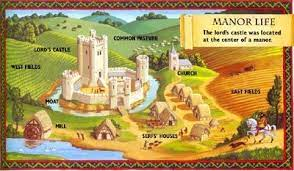 MANOR LIFE
The lord's castle was located
at the center of a manor.
COMMON PASTURE
LORD'S CASTLE
WEST FIELDS
CHURCH
EAST FIELDS
MOAT
MILL
SERFS' HOUSES